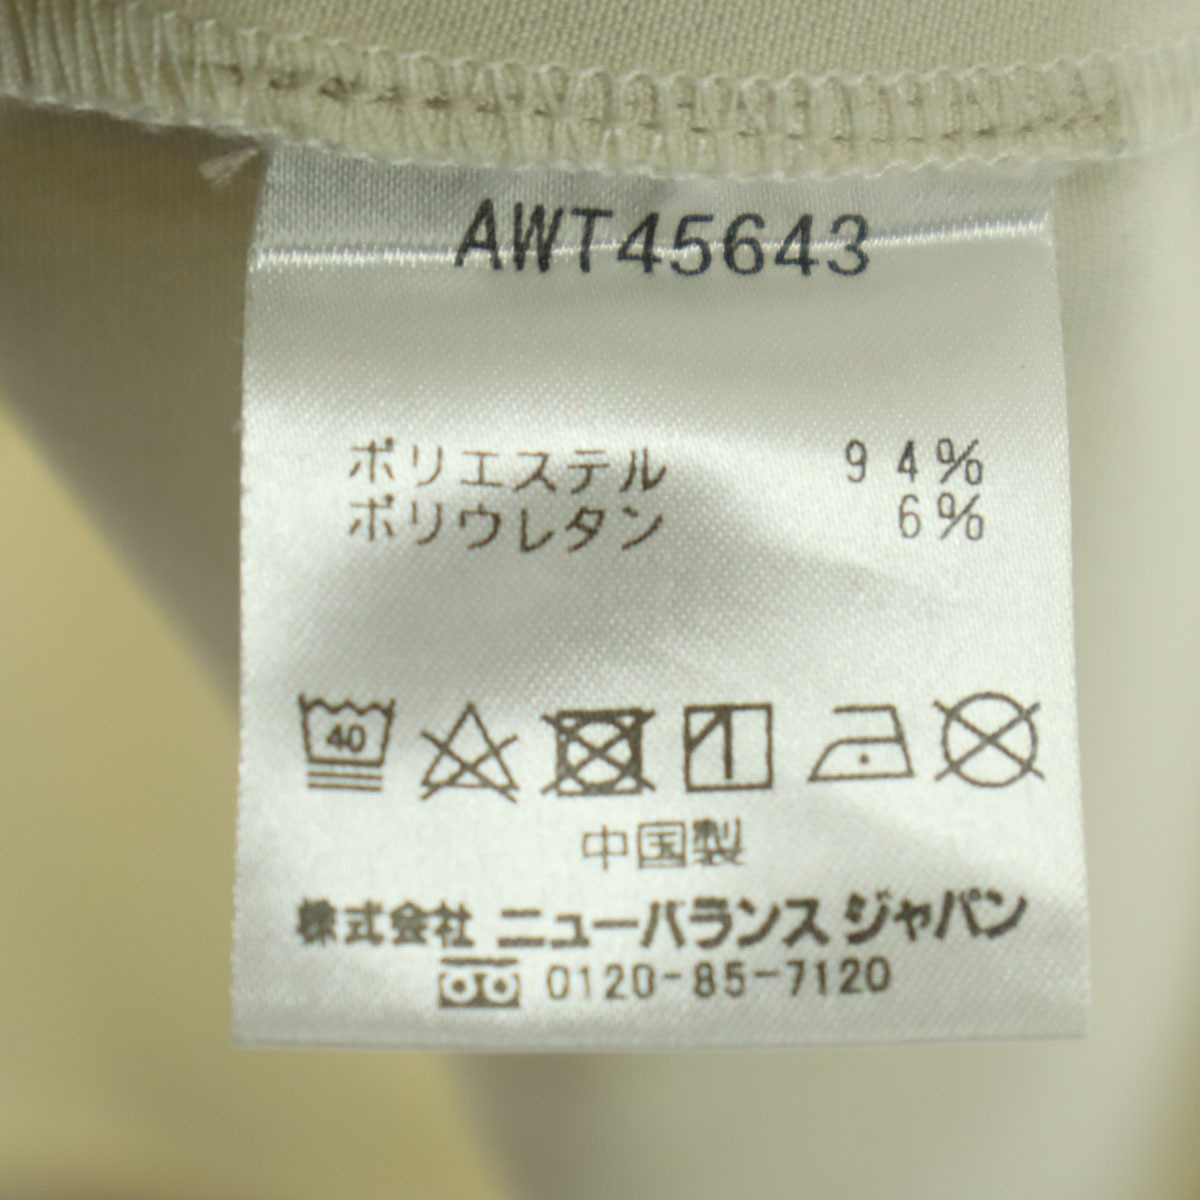 AWT45643
ポリエステル 94%
ポリウレタン 6%
40
中国製
株式会社 ニューバランス ジャパン
0120-85-7120